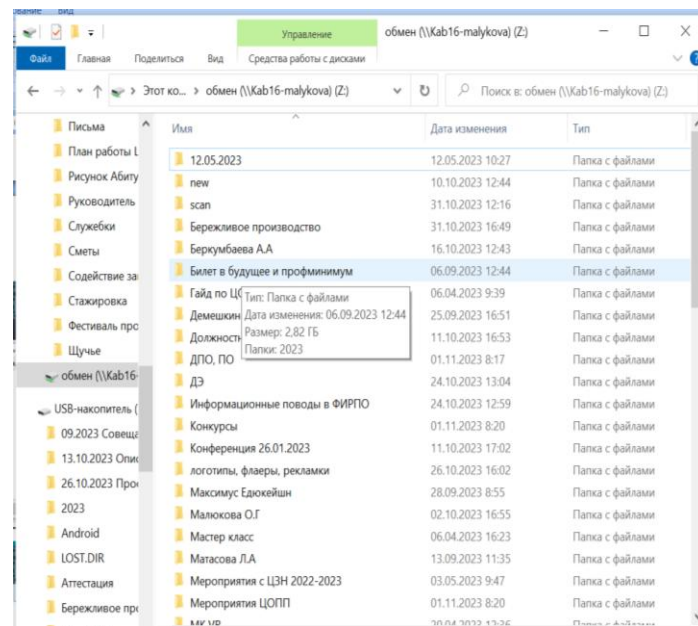 Вид
Управление
обмен (\\Kab16-malykova) (Z:)
Файл
Главная
Поделиться
Вид
Средства работы с дисками
Этот ко... > обмен (\\Kab16-malykova) (Z:)
Поиск в: обмен (\\Kab16-malykova) (Z:)
Письма
План работы
Рисунок Абиту
Руководитель
Служебки
Сметы
Содействие
Стажировка
Фестиваль про
Щучье
обмен (\\Kab16-
USB-накопитель (
09.2023 Совеща
13.10.2023 Опис
26.10.2023 Прое
2023
Android
LOST.DIR
Аттестация
Бережливое про
Имя
Дата изменения
Тип
12.05.2023 12.05.2023 10:27 Папка с файлами
new 10.10.2023 12:44 Папка с файлами
scan 31.10.2023 12:16 Папка с файлами
Бережливое производство 31.10.2023 16:49 Папка с файлами
Беркумбаева А.А 16.10.2023 12:43 Папка с файлами
Билет в будущее и профминимум 06.09.2023 12:44 Папка с файлами
Гайд по ЦО 06.04.2023 9:39 Папка с файлами
Демешкин 25.09.2023 16:51 Папка с файлами
Должност 11.10.2023 16:53 Папка с файлами
Тип: Папка с файлами
Дата изменения: 06.09.2023 12:44
Размер: 2,82 ГБ
Папки: 2023
ДПО, ПО 01.11.2023 8:17 Папка с файлами
ДЭ 24.10.2023 13:04 Папка с файлами
Информационные поводы в ФИРПО 24.10.2023 12:59 Папка с файлами
Конкурсы 01.11.2023 8:20 Папка с файлами
Конференция 26.01.2023 11.10.2023 17:02 Папка с файлами
логотипы, флаеры, рекламки 26.10.2023 16:02 Папка с файлами
Максимус Едюкейшн 28.09.2023 8:55 Папка с файлами
Малюкова О.Г 02.10.2023 16:55 Папка с файлами
Мастер класс 06.04.2023 16:23 Папка с файлами
Матасова Л.А 13.09.2023 11:35 Папка с файлами
Мероприятия с ЦЗН 2022-2023 03.05.2023 9:47 Папка с файлами
Мероприятия ЦОПП 01.11.2023 8:20 Папка с файлами
МК VR 20.04.2023 12:36 Папка с файлами